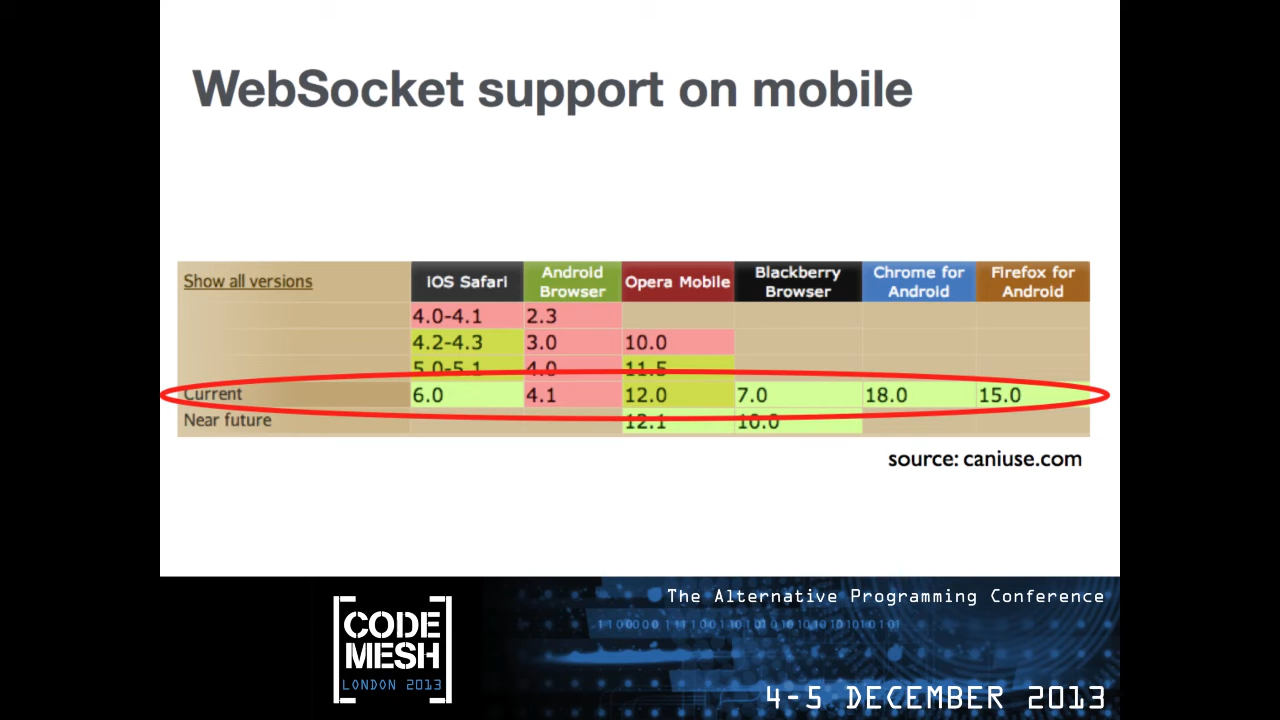 WebSocket support on mobile
Show all versions
iOS Safari
Android Browser
Opera Mobile
Blackberry Browser
Chrome for Android
Firefox for Android
4.0-4.1 2.3
4.2-4.3 3.0 10.0
5.0-5.1 4.0 11.5
Current 6.0 4.1 12.0 7.0 18.0 15.0
Near future 12.1 10.0
source: caniuse.com
CODE
MESH
LONDON 2013
The Alternative Programming Conference
4-5 DECEMBER 2013